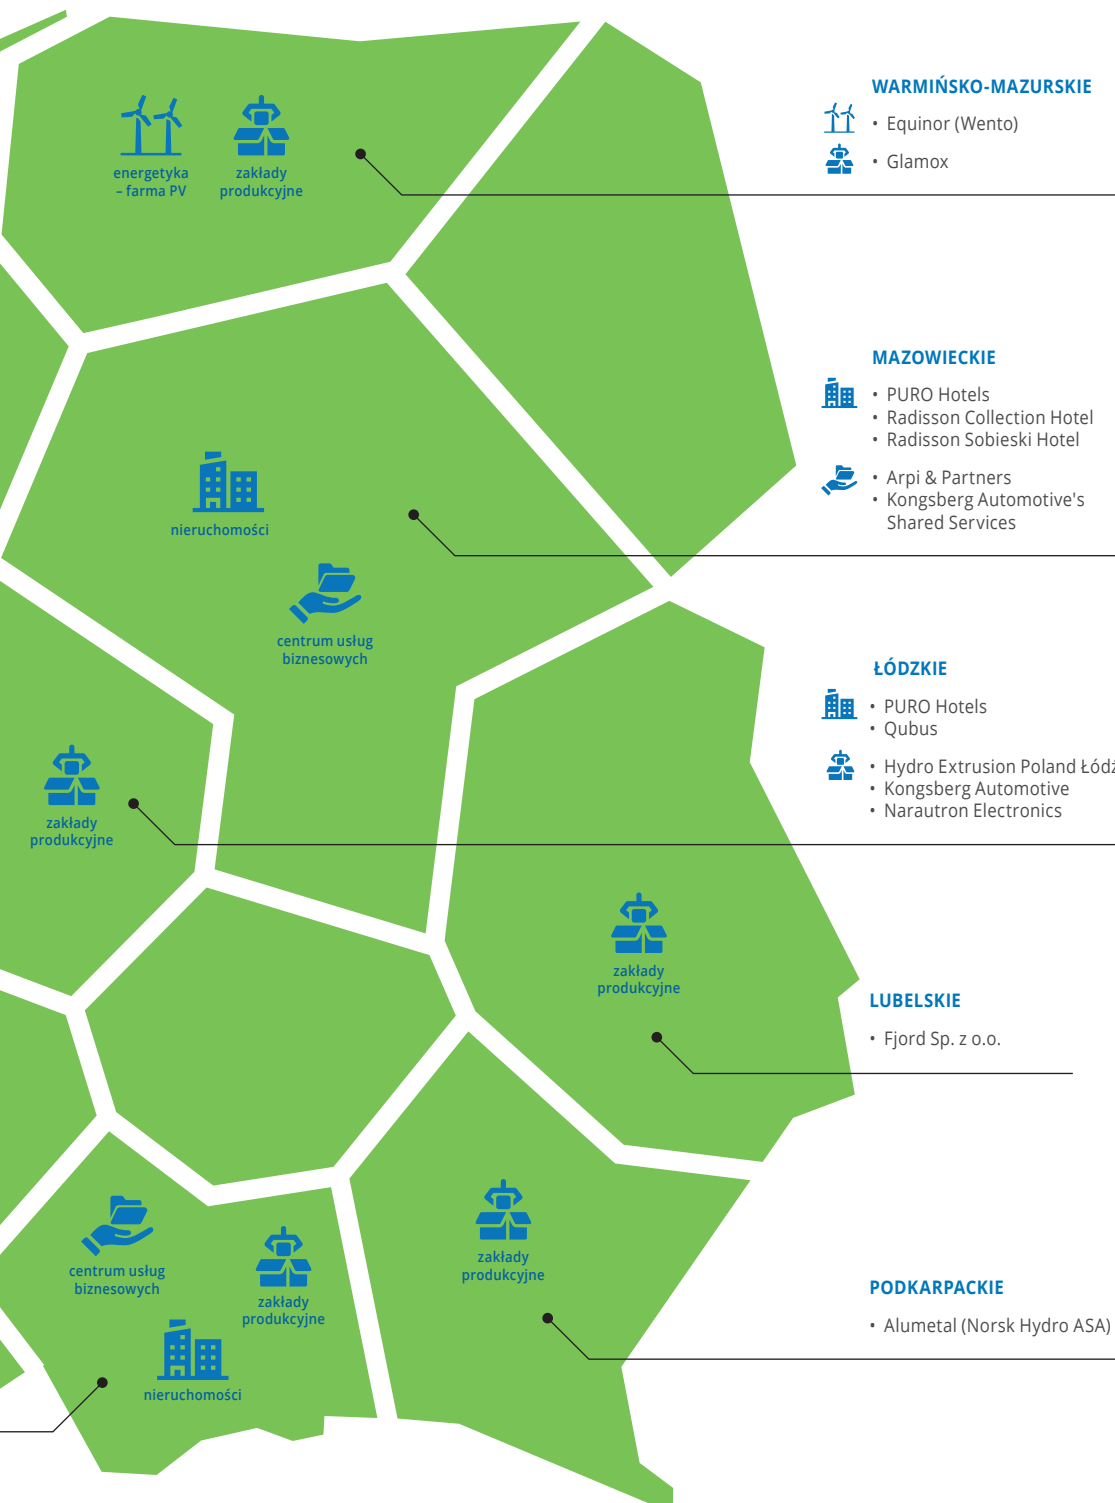 WARMIŃSKO-MAZURSKIE
• Equinor (Wento)
• Glamox
energetyka
– farma PV
zakłady
produkcyjne
MAZOWIECKIE
• PURO Hotels
• Radisson Collection Hotel
• Radisson Sobieski Hotel
• Arpi & Partners
• Kongsberg Automotive's
Shared Services
nieruchomości
centrum usług
biznesowych
ŁÓDZKIE
• PURO Hotels
• Qubus
• Hydro Extrusion Poland Łódź
• Kongsberg Automotive
• Narautron Electronics
zakłady
produkcyjne
zakłady
produkcyjne
LUBELSKIE
• Fjord Sp. z o.o.
centrum usług
biznesowych
zakłady
produkcyjne
nieruchomości
zakłady
produkcyjne
PODKARPACKIE
• Alumetal (Norsk Hydro ASA)